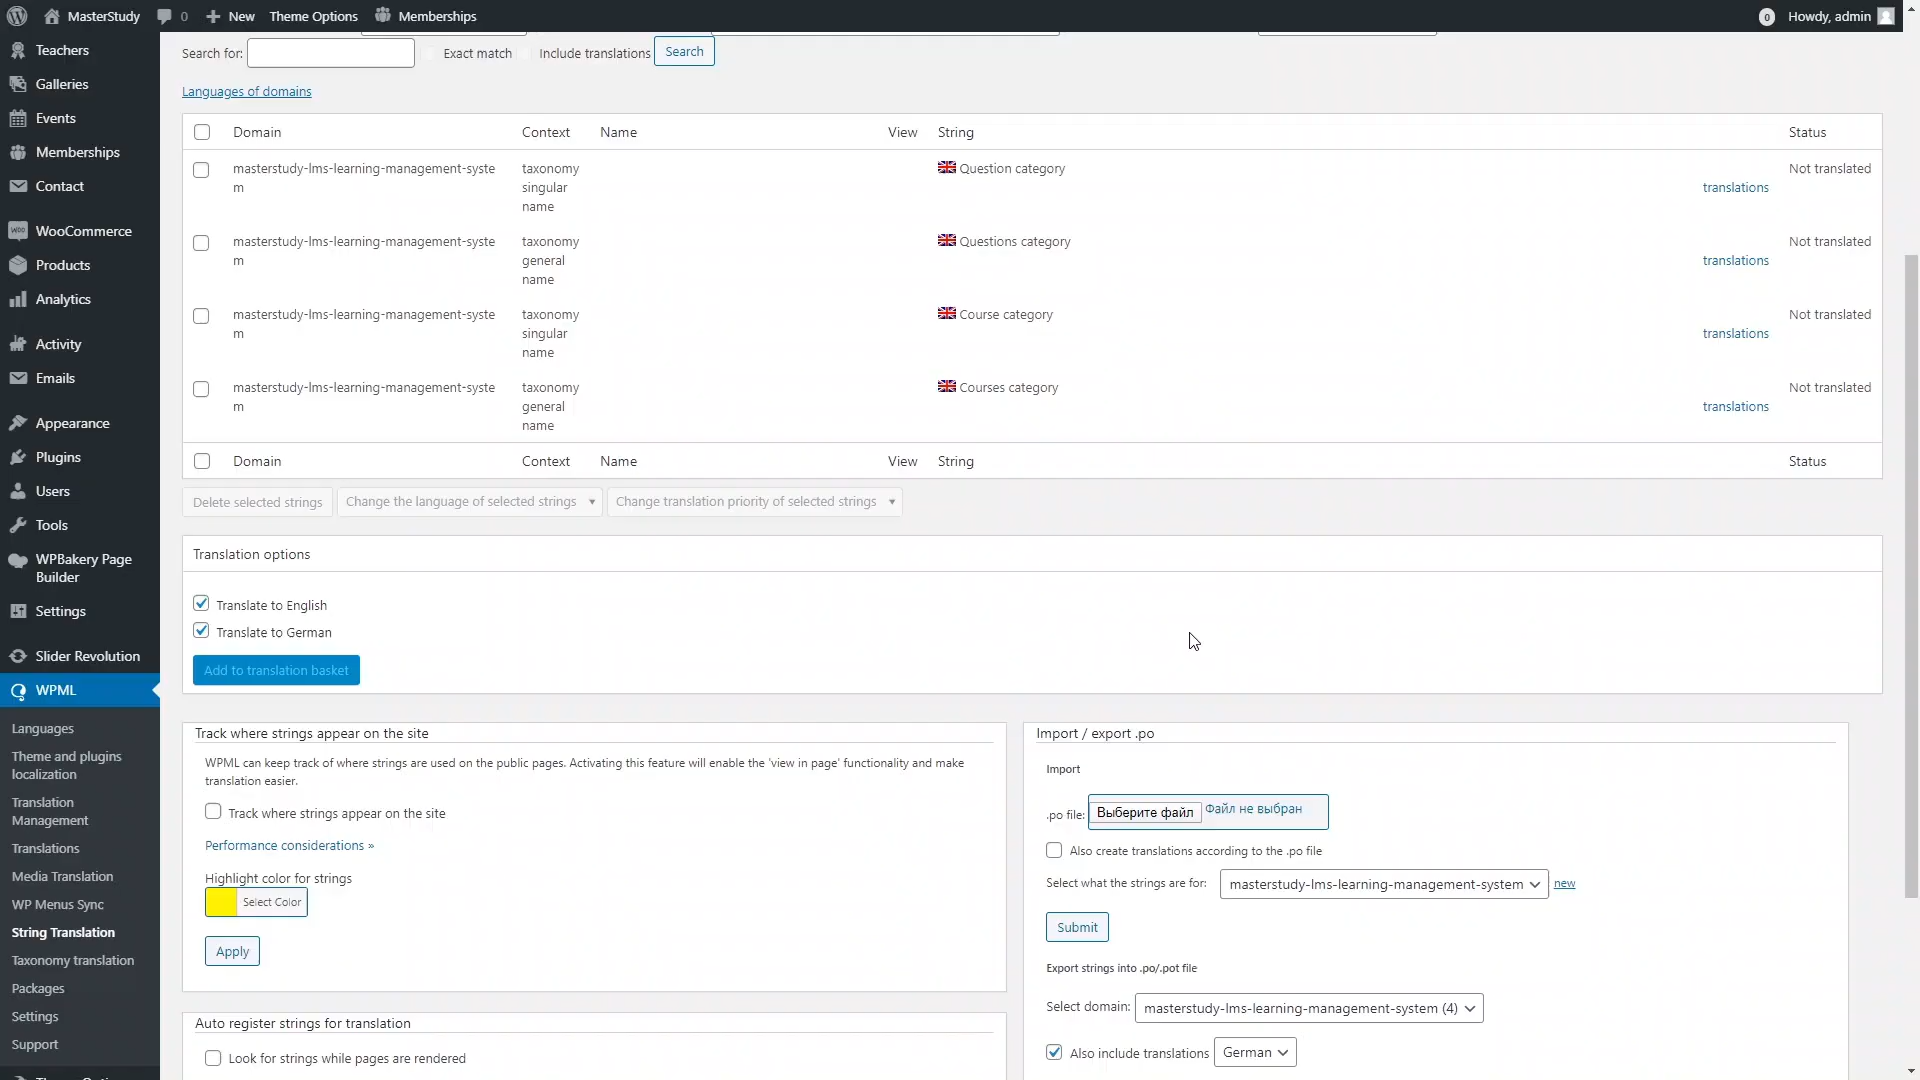 MasterStudy
0
New
Theme Options
Memberships
0
Howdy, admin
Teachers
Galleries
Events
Memberships
Contact
WooCommerce
Products
Analytics
Activity
Emails
Appearance
Plugins
Users
Tools
WPBakery Page
Builder
Settings
Slider Revolution
WPML
Languages
Theme and plugins
localization
Translation
Management
Translations
Media Translation
WP Menus Sync
String Translation
Taxonomy translation
Packages
Settings
Support
Search for:
Exact match
Include translations
Search
Languages of domains
Domain Context Name View String Status
masterstudy-lms-learning-management-syste taxonomy Question category Not translated
m singular translations
name
masterstudy-lms-learning-management-syste taxonomy Questions category Not translated
m general translations
name
masterstudy-lms-learning-management-syste taxonomy Course category Not translated
m singular translations
name
masterstudy-lms-learning-management-syste taxonomy Courses category Not translated
m general translations
name
Domain Context Name View String Status
Delete selected strings
Change the language of selected strings
Change translation priority of selected strings
Translation options
Translate to English
Translate to German
Add to translation basket
Track where strings appear on the site
WPML can keep track of where strings are used on the public pages. Activating this feature will enable the 'view in page' functionality and make
translation easier.
Track where strings appear on the site
Performance considerations »
Highlight color for strings
Select Color
Apply
Auto register strings for translation
Look for strings while pages are rendered
Import / export .po
Import
.po file: Выберите файл Файл не выбран
Also create translations according to the .po file
Select what the strings are for: masterstudy-lms-learning-management-system new
Submit
Export strings into .po/.pot file
Select domain: masterstudy-lms-learning-management-system (4)
Also include translations German